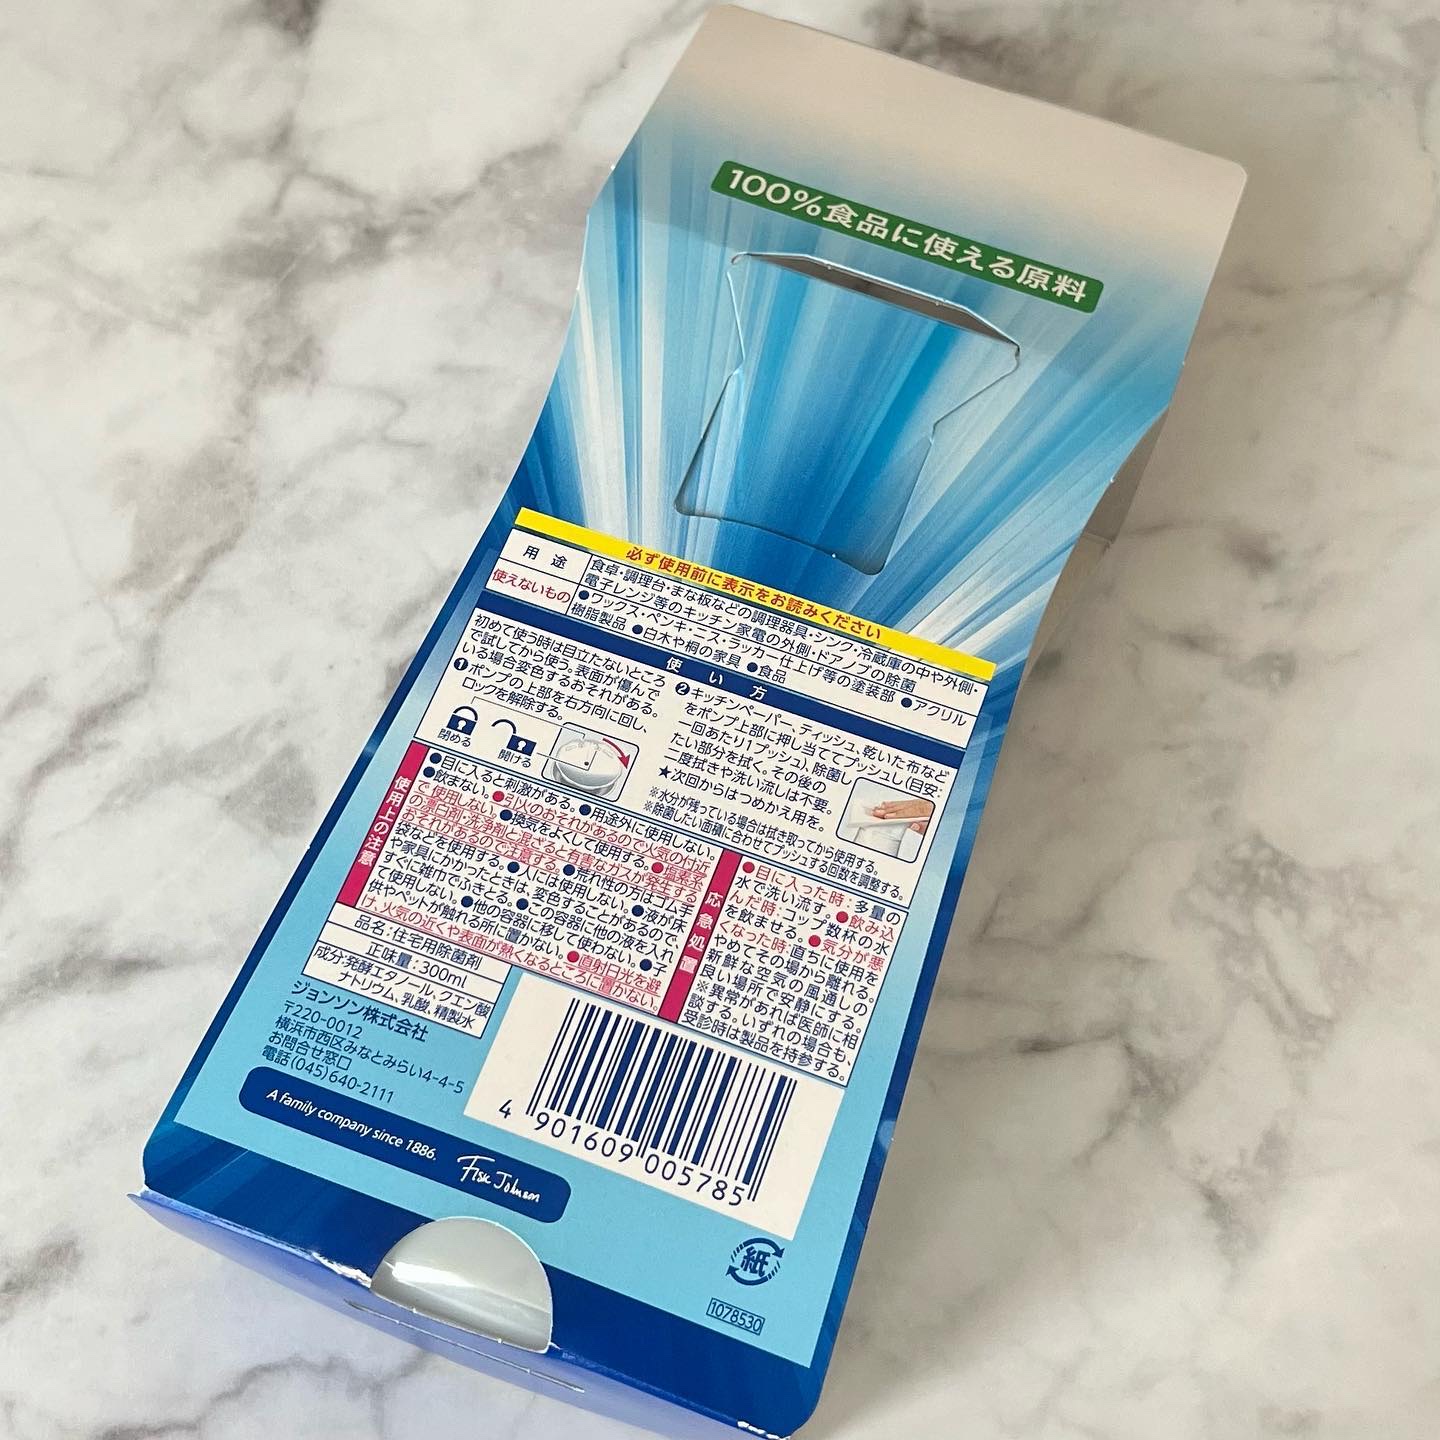 100%食品に使える原料
必ず使用前に表示をお読みください
用途
食卓・調理台・まな板などの調理器具・シンク・冷蔵庫の中や外側・
電子レンジ等のキッチン家電の外側・ドアノブの除菌
使えないもの
●ワックス・ペンキ・ニス・ラッカー仕上げ等の塗装部 ●アクリル
樹脂製品 ●白木や桐の家具 ●食品
使い方
初めて使う時は目立たないところ
で試してから使う。表面が傷んで
いる場合変色するおそれがある。
❶ポンプの上部を右方向に回し、
ロックを解除する。
閉める
開ける
❷キッチンペーパー、ティッシュ、乾いた布など
をポンプ上部に押し当ててプッシュし(目安:
一回あたり1プッシュ)、除菌し
たい部分を拭く。その後の
二度拭きや洗い流しは不要。
★次回からはつめかえ用を。
※水分が残っている場合は拭き取ってから使用する。
※除菌したい面積に合わせてプッシュする回数を調整する。
使用上の注意
●目に入ると刺激がある。●用途外に使用しない。
●飲まない。●引火のおそれがあるので火気の付近
で使用しない。●換気をよくして使用する。●塩素系
の漂白剤・洗浄剤と混ざると有害なガスが発生する
おそれがあるので注意する。●荒れ性の方はゴム手
袋などを使用する。●人には使用しない。●液が床
や家具にかかったときは、変色することがあるので、
すぐに雑巾でふきとる。●この容器に他の液を入れ
て使用しない。●他の容器に移して使わない。●子
供やペットが触れる所に置かない。●直射日光を避
け、火気の近くや表面が熱くなるところに置かない。
応急処置
●目に入った時:多量の
水で洗い流す。●飲み込
んだ時:コップ数杯の水
を飲ませる。●気分が悪
くなった時:直ちに使用を
やめてその場から離れる。
新鮮な空気の風通しの
良い場所で安静にする。
※異常があれば医師に相
談する。いずれの場合も、
受診時は製品を持参する。
品名:住宅用除菌剤
正味量:300ml
成分:発酵エタノール、クエン酸
ナトリウム、乳酸、精製水
ジョンソン株式会社
〒220-0012
横浜市西区みなとみらい4-4-5
お問合せ窓口
電話(045)640-2111
A family company since 1886.
Fisk Johnson
4 901609 005785
紙
1078530